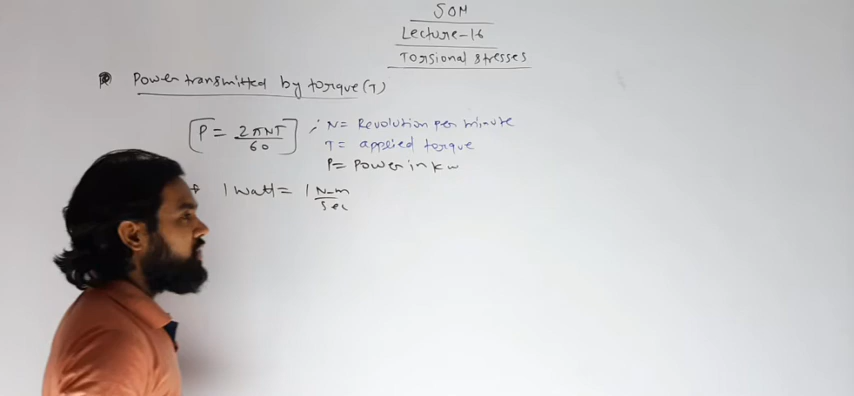 SOM
Lecture-16
Torsional stresses
Power transmitted by torque (T)
P = 2πNT/60 ; N = Revolution per minute
T = applied torque
P = Power in kw
1 watt = 1 N-m/Sec